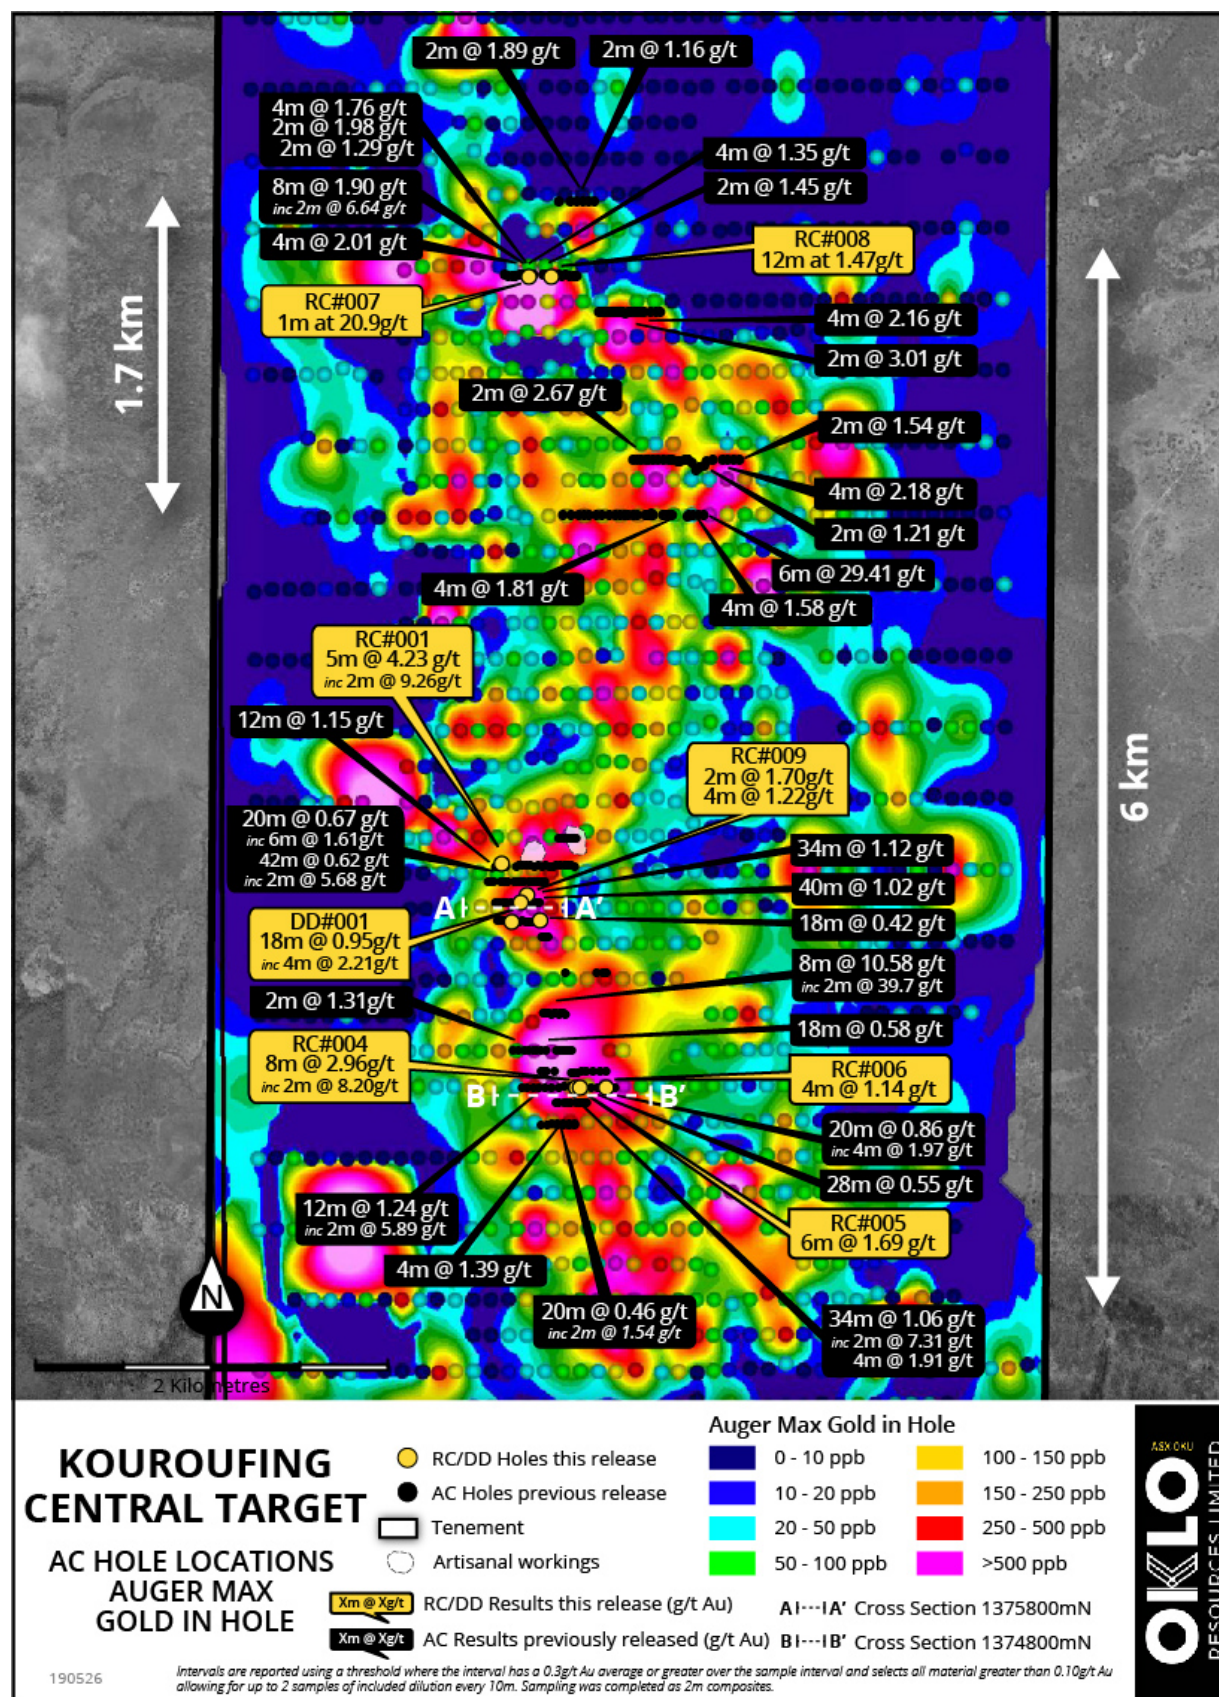 2m @ 1.89 g/t
2m @ 1.16 g/t
4m @ 1.76 g/t
2m @ 1.98 g/t
2m @ 1.29 g/t
4m @ 1.35 g/t
8m @ 1.90 g/t
inc 2m @ 6.64 g/t
2m @ 1.45 g/t
4m @ 2.01 g/t
RC#008
12m at 1.47g/t
RC#007
1m at 20.9g/t
4m @ 2.16 g/t
2m @ 3.01 g/t
1.7 km
2m @ 2.67 g/t
2m @ 1.54 g/t
4m @ 2.18 g/t
2m @ 1.21 g/t
6m @ 29.41 g/t
4m @ 1.81 g/t
4m @ 1.58 g/t
RC#001
5m @ 4.23 g/t
inc 2m @ 9.26g/t
12m @ 1.15 g/t
RC#009
2m @ 1.70g/t
4m @ 1.22g/t
6 km
20m @ 0.67 g/t
inc 6m @ 1.61g/t
42m @ 0.62 g/t
inc 2m @ 5.68 g/t
34m @ 1.12 g/t
40m @ 1.02 g/t
A A'
18m @ 0.42 g/t
DD#001
18m @ 0.95g/t
inc 4m @ 2.21g/t
8m @ 10.58 g/t
inc 2m @ 39.7 g/t
2m @ 1.31g/t
18m @ 0.58 g/t
RC#004
8m @ 2.96g/t
inc 2m @ 8.20g/t
RC#006
4m @ 1.14 g/t
B B'
20m @ 0.86 g/t
inc 4m @ 1.97 g/t
28m @ 0.55 g/t
12m @ 1.24 g/t
inc 2m @ 5.89 g/t
RC#005
6m @ 1.69 g/t
4m @ 1.39 g/t
N
20m @ 0.46 g/t
inc 2m @ 1.54 g/t
34m @ 1.06 g/t
inc 2m @ 7.31 g/t
4m @ 1.91 g/t
2 Kilometres
KOUROUFING
CENTRAL TARGET
AC HOLE LOCATIONS
AUGER MAX
GOLD IN HOLE
190526
RC/DD Holes this release
AC Holes previous release
Tenement
Artisanal workings
Xm @ Xg/t RC/DD Results this release (g/t Au)
Xm @ Xg/t AC Results previously released (g/t Au)
Auger Max Gold in Hole
0 - 10 ppb
10 - 20 ppb
20 - 50 ppb
50 - 100 ppb
100 - 150 ppb
150 - 250 ppb
250 - 500 ppb
>500 ppb
A I---I A' Cross Section 1375800mN
B I---I B' Cross Section 1374800mN
Intervals are reported using a threshold where the interval has a 0.3g/t Au average or greater over the sample interval and selects all material greater than 0.10g/t Au
allowing for up to 2 samples of included dilution every 10m. Sampling was completed as 2m composites.
ASX OKU
OKLO
RESOURCES LIMITED